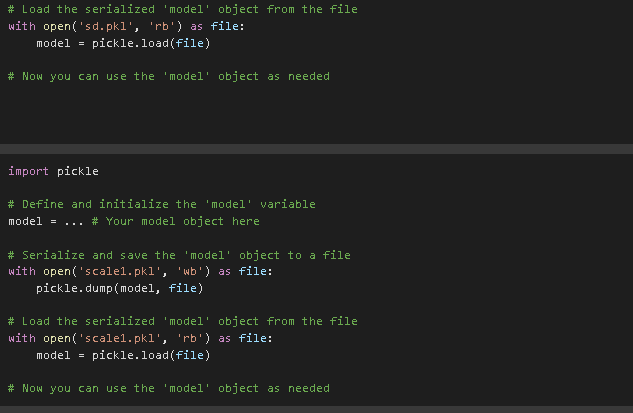 # Load the serialized 'model' object from the file
with open('sd.pkl', 'rb') as file:
    model = pickle.load(file)
# Now you can use the 'model' object as needed
import pickle
# Define and initialize the 'model' variable
model = ... # Your model object here
# Serialize and save the 'model' object to a file
with open('scale1.pkl', 'wb') as file:
    pickle.dump(model, file)
# Load the serialized 'model' object from the file
with open('scale1.pkl', 'rb') as file:
    model = pickle.load(file)
# Now you can use the 'model' object as needed